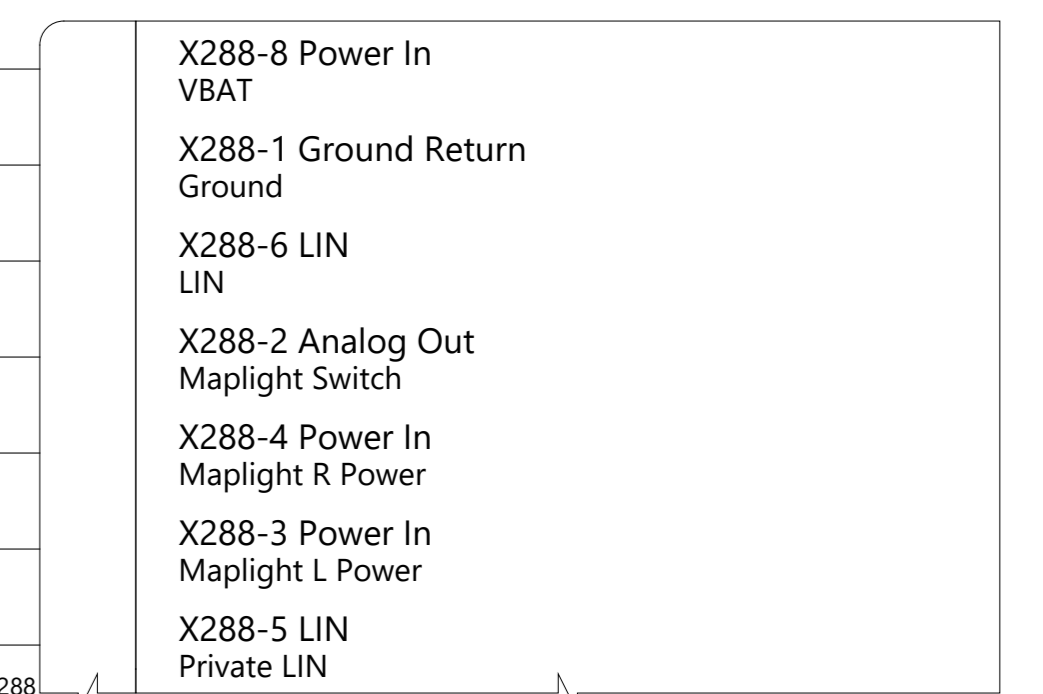 X288-8 Power In
VBAT
X288-1 Ground Return
Ground
X288-6 LIN
LIN
X288-2 Analog Out
Maplight Switch
X288-4 Power In
Maplight R Power
X288-3 Power In
Maplight L Power
X288-5 LIN
Private LIN
288